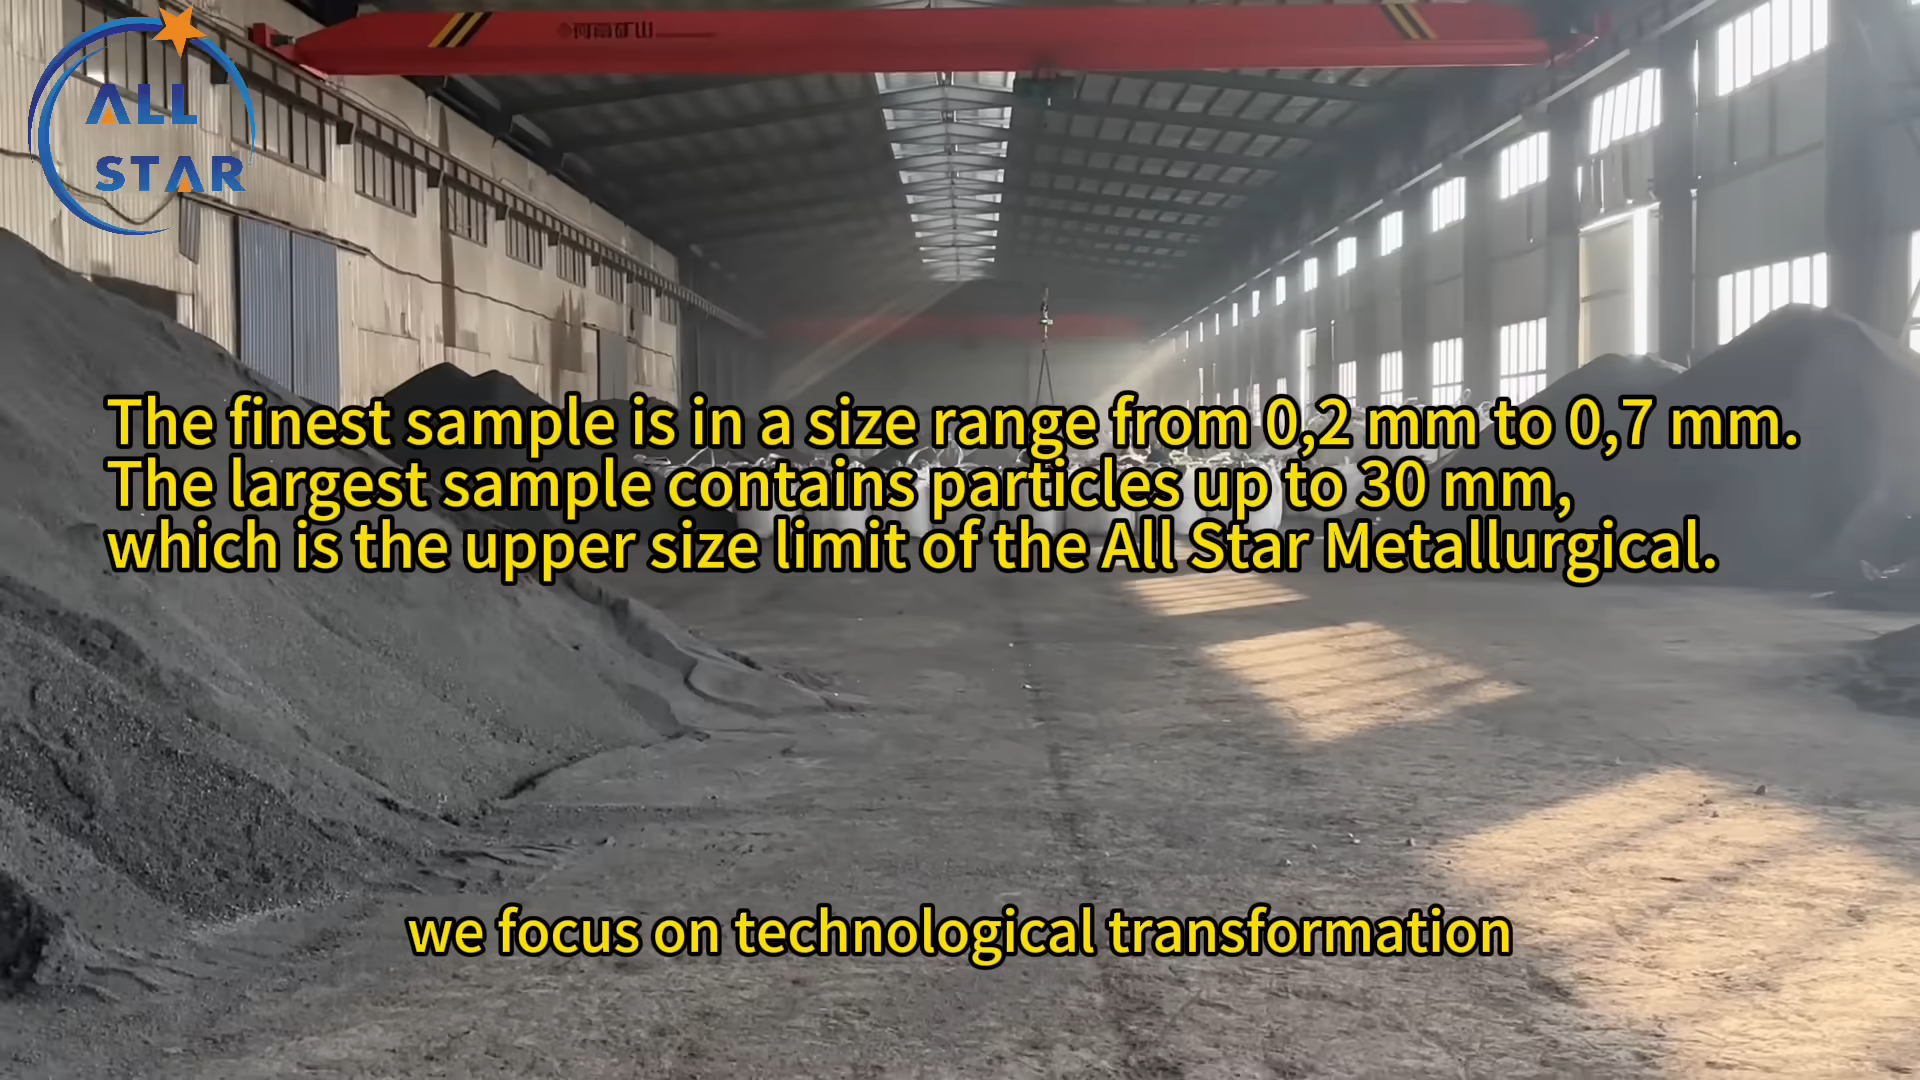 ALL
STAR
The finest sample is in a size range from 0,2 mm to 0,7 mm.
The largest sample contains particles up to 30 mm,
which is the upper size limit of the All Star Metallurgical.
we focus on technological transformation